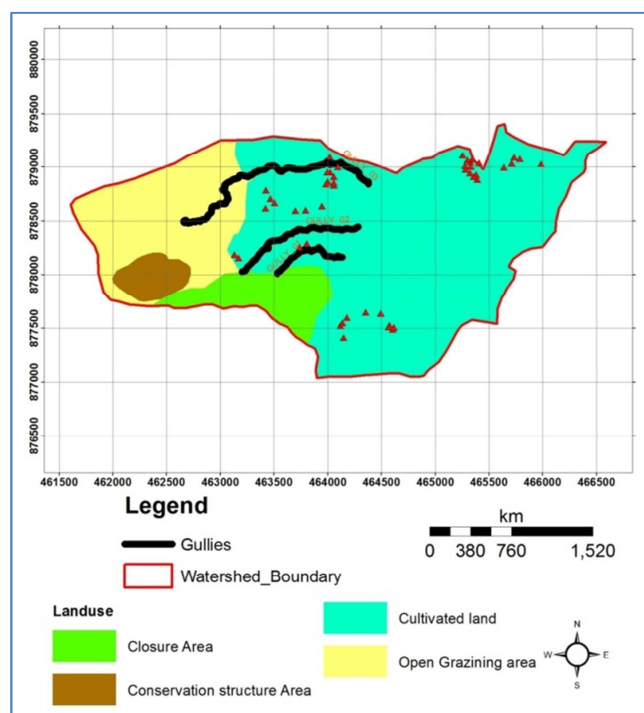 880000
879500
879000
878500
878000
877500
877000
876500
GULLY 02
461500 462000 462500 463000 463500 464000 464500 465000 465500 466000 466500
Legend
km
Gullies
0 380 760 1,520
Watershed_Boundary
Landuse
Cultivated land
Closure Area
Open Grazining area
Conservation structure Area
N
W E
S